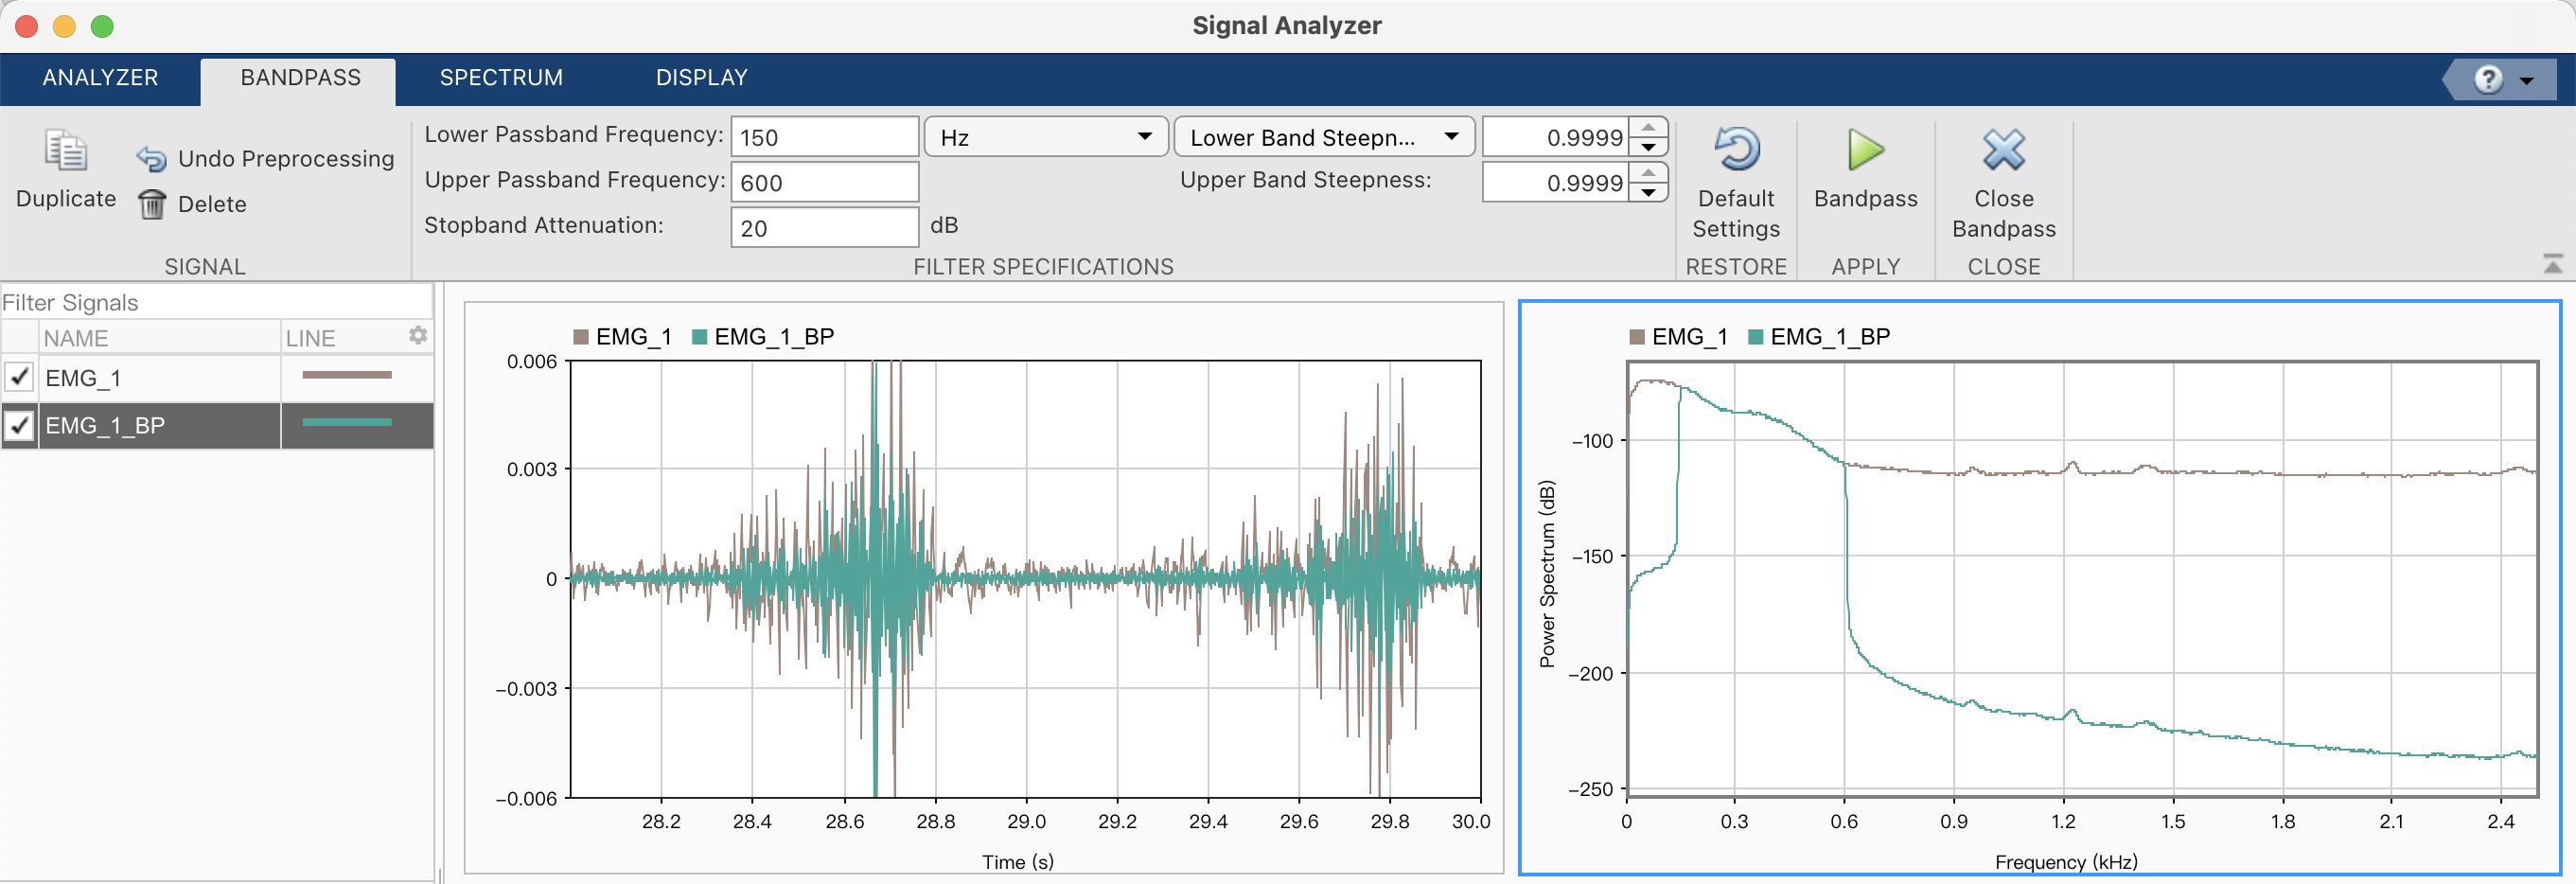 Signal Analyzer
ANALYZER BANDPASS SPECTRUM DISPLAY ?
Duplicate
Undo Preprocessing
Delete
SIGNAL
Lower Passband Frequency: 150 Hz Lower Band Steepn... 0.9999
Upper Passband Frequency: 600 Upper Band Steepness: 0.9999
Stopband Attenuation: 20 dB
FILTER SPECIFICATIONS
Default
Settings
RESTORE
Bandpass
APPLY
Close
Bandpass
CLOSE
Filter Signals
NAME LINE
EMG_1
EMG_1_BP
EMG_1 EMG_1_BP
0.006
0.003
0
−0.003
−0.006
28.2 28.4 28.6 28.8 29.0 29.2 29.4 29.6 29.8 30.0
Time (s)
EMG_1 EMG_1_BP
Power Spectrum (dB)
−100
−150
−200
−250
0 0.3 0.6 0.9 1.2 1.5 1.8 2.1 2.4
Frequency (kHz)